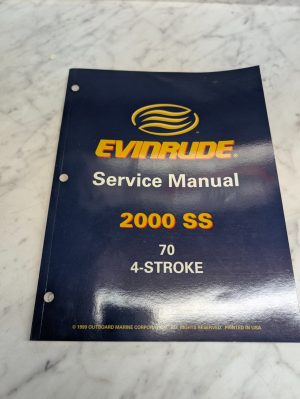 EVINRUDE®
Service Manual
2000 SS
70
4-STROKE
© 1999 OUTBOARD MARINE CORPORATION. ALL RIGHTS RESERVED. PRINTED IN USA